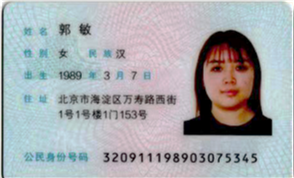 姓名 郭敏
性别 女 民族 汉
出生 1989 年 3 月 7 日
住址 北京市海淀区万寿路西街
1号1号楼1门153号
公民身份号码 320911198903075345